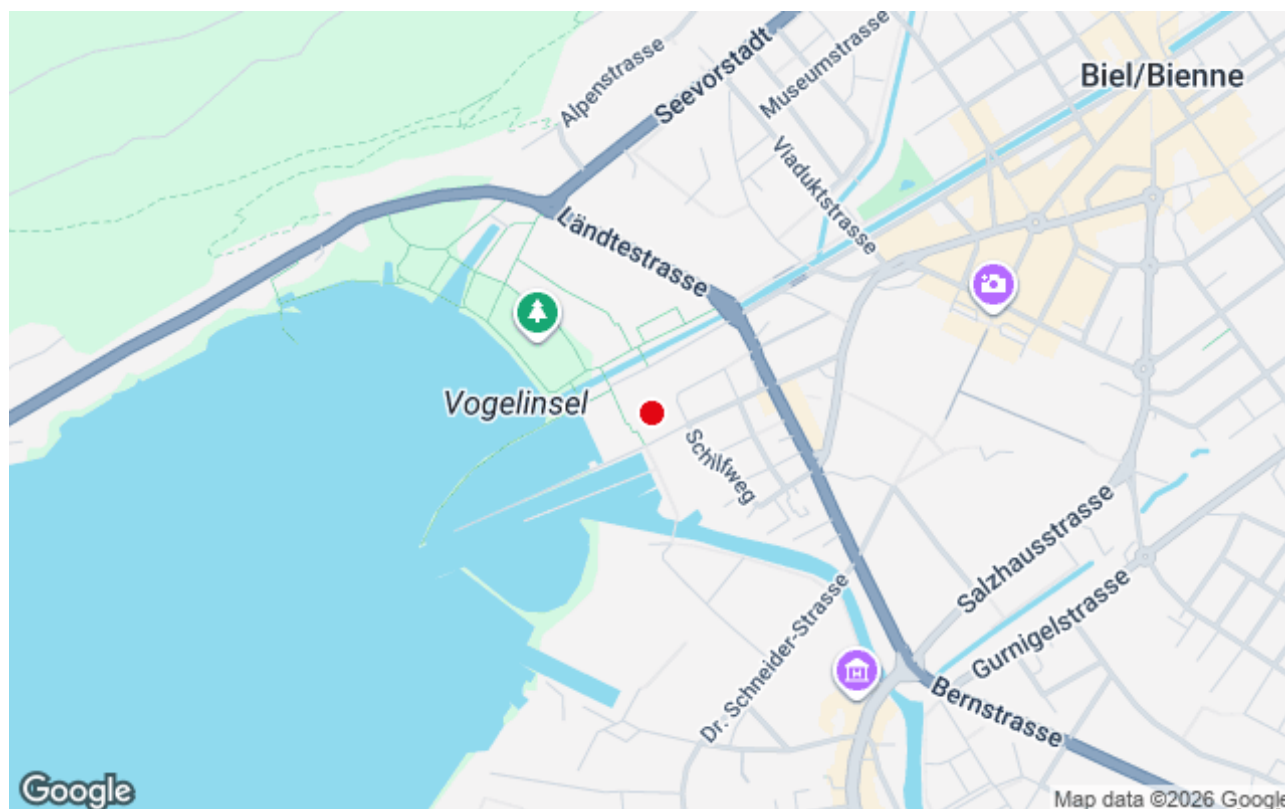 Alpenstrasse
Seevorstadt
Museumstrasse
Biel/Bienne
Viaduktstrasse
Ländtestrasse
Vogelinsel
Schilfweg
Salzhausstrasse
Dr. Schneider-Strasse
Gurnigelstrasse
Bernstrasse
H
Google
Map data ©2026 Google